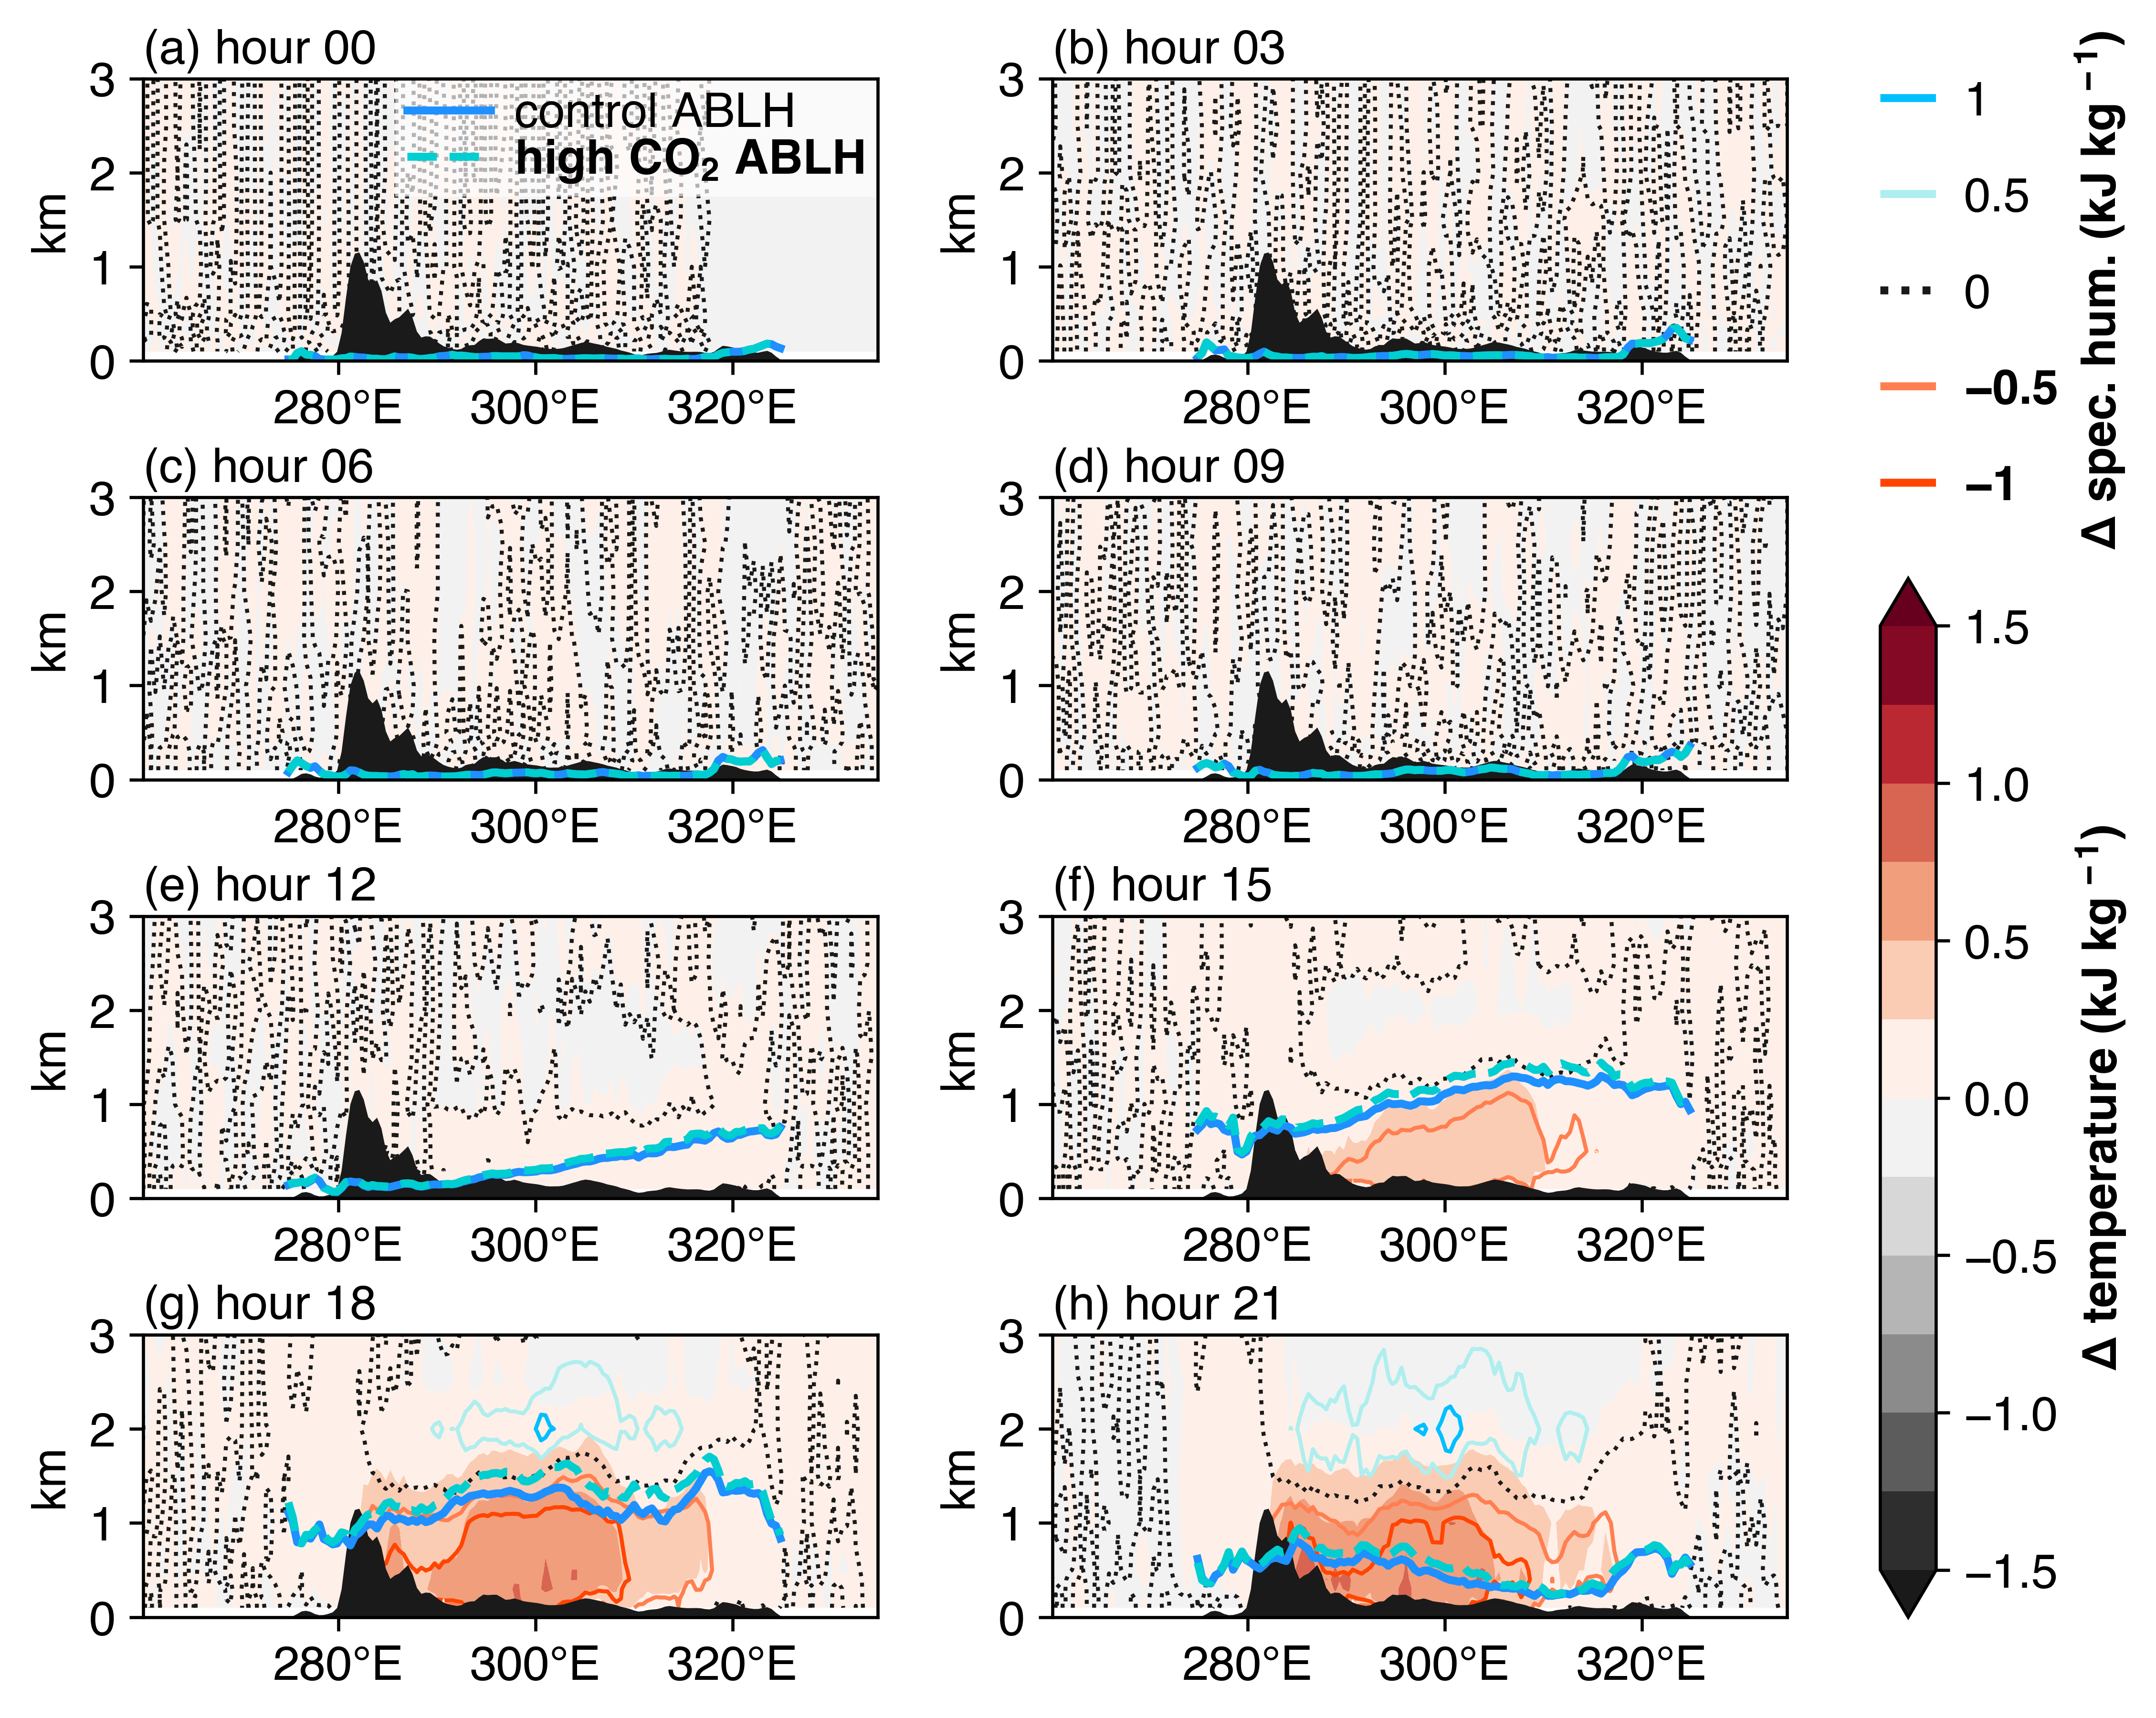 (a) hour 00
3
2
1
0
km
control ABLH
high CO₂ ABLH
280°E 300°E 320°E
(b) hour 03
3
2
1
0
km
280°E 300°E 320°E
(c) hour 06
3
2
1
0
km
280°E 300°E 320°E
(d) hour 09
3
2
1
0
km
280°E 300°E 320°E
(e) hour 12
3
2
1
0
km
280°E 300°E 320°E
(f) hour 15
3
2
1
0
km
280°E 300°E 320°E
(g) hour 18
3
2
1
0
km
280°E 300°E 320°E
(h) hour 21
3
2
1
0
km
280°E 300°E 320°E
1
0.5
0
−0.5
−1
Δ spec. hum. (kJ kg⁻¹)
1.5
1.0
0.5
0.0
−0.5
−1.0
−1.5
Δ temperature (kJ kg⁻¹)